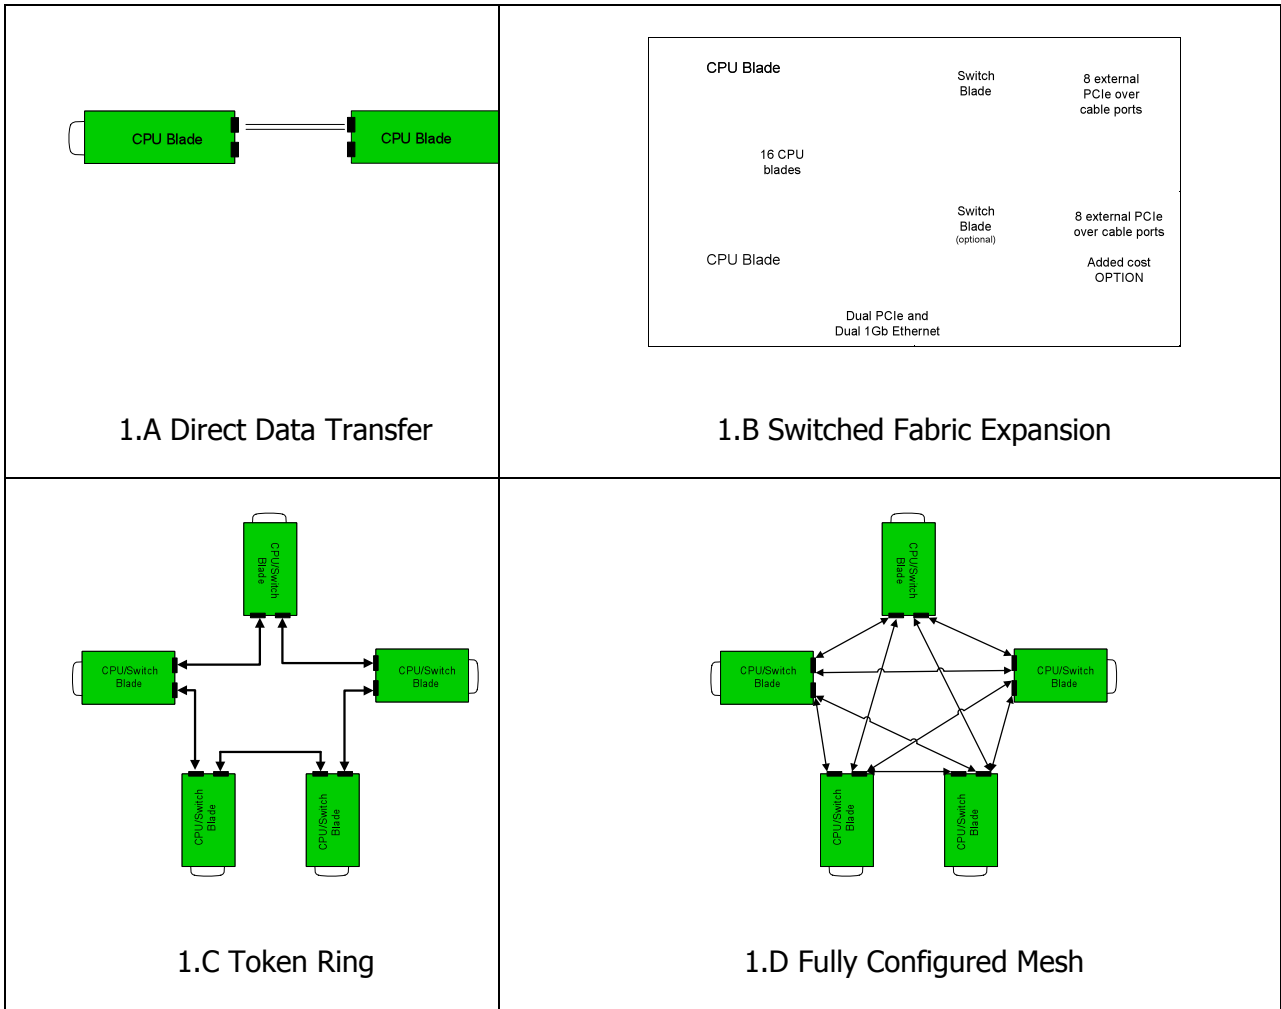 CPU Blade
CPU Blade
1.A Direct Data Transfer
CPU Blade
Switch
Blade
8 external
PCIe over
cable ports
16 CPU
blades
Switch
Blade
(optional)
8 external PCIe
over cable ports
CPU Blade
Added cost
OPTION
Dual PCIe and
Dual 1Gb Ethernet
1.B Switched Fabric Expansion
CPU/Switch
Blade
CPU/Switch
Blade
CPU/Switch
Blade
CPU/Switch
Blade
CPU/Switch
Blade
1.C Token Ring
CPU/Switch
Blade
CPU/Switch
Blade
CPU/Switch
Blade
CPU/Switch
Blade
CPU/Switch
Blade
1.D Fully Configured Mesh